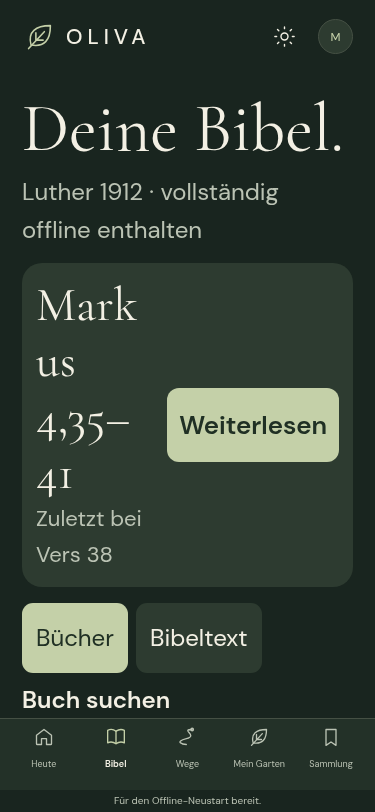 OLIVA
M
Deine Bibel.
Luther 1912 · vollständig
offline enthalten
Mark
us
4,35–
41
Zuletzt bei
Vers 38
Weiterlesen
Bücher
Bibeltext
Buch suchen
Heute
Bibel
Wege
Mein Garten
Sammlung
Für den Offline-Neustart bereit.